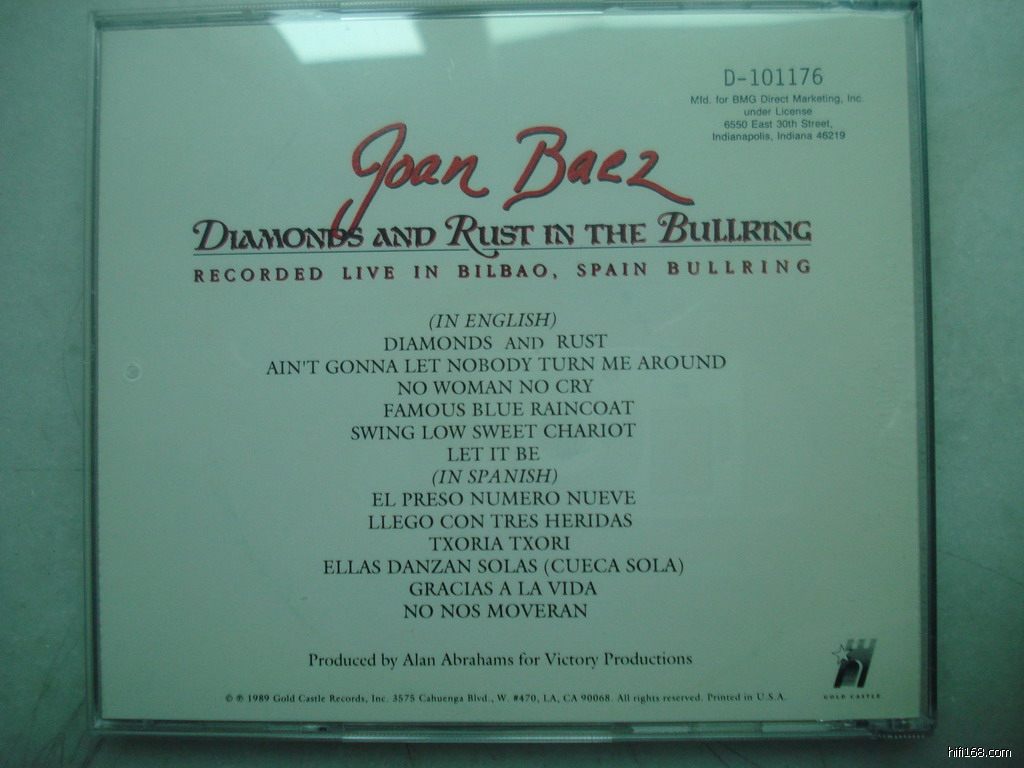 D-101176
Mfd. for BMG Direct Marketing, Inc.
under License
6550 East 30th Street,
Indianapolis, Indiana 46219
Joan Baez
DIAMONDS AND RUST IN THE BULLRING
RECORDED LIVE IN BILBAO, SPAIN BULLRING
(IN ENGLISH)
DIAMONDS AND RUST
AIN'T GONNA LET NOBODY TURN ME AROUND
NO WOMAN NO CRY
FAMOUS BLUE RAINCOAT
SWING LOW SWEET CHARIOT
LET IT BE
(IN SPANISH)
EL PRESO NUMERO NUEVE
LLEGO CON TRES HERIDAS
TXORIA TXORI
ELLAS DANZAN SOLAS (CUECA SOLA)
GRACIAS A LA VIDA
NO NOS MOVERAN
Produced by Alan Abrahams for Victory Productions
GOLD CASTLE
© ℗ 1989 Gold Castle Records, Inc. 3575 Cahuenga Blvd., W. #470, LA, CA 90068. All rights reserved. Printed in U.S.A.
hifi168.com